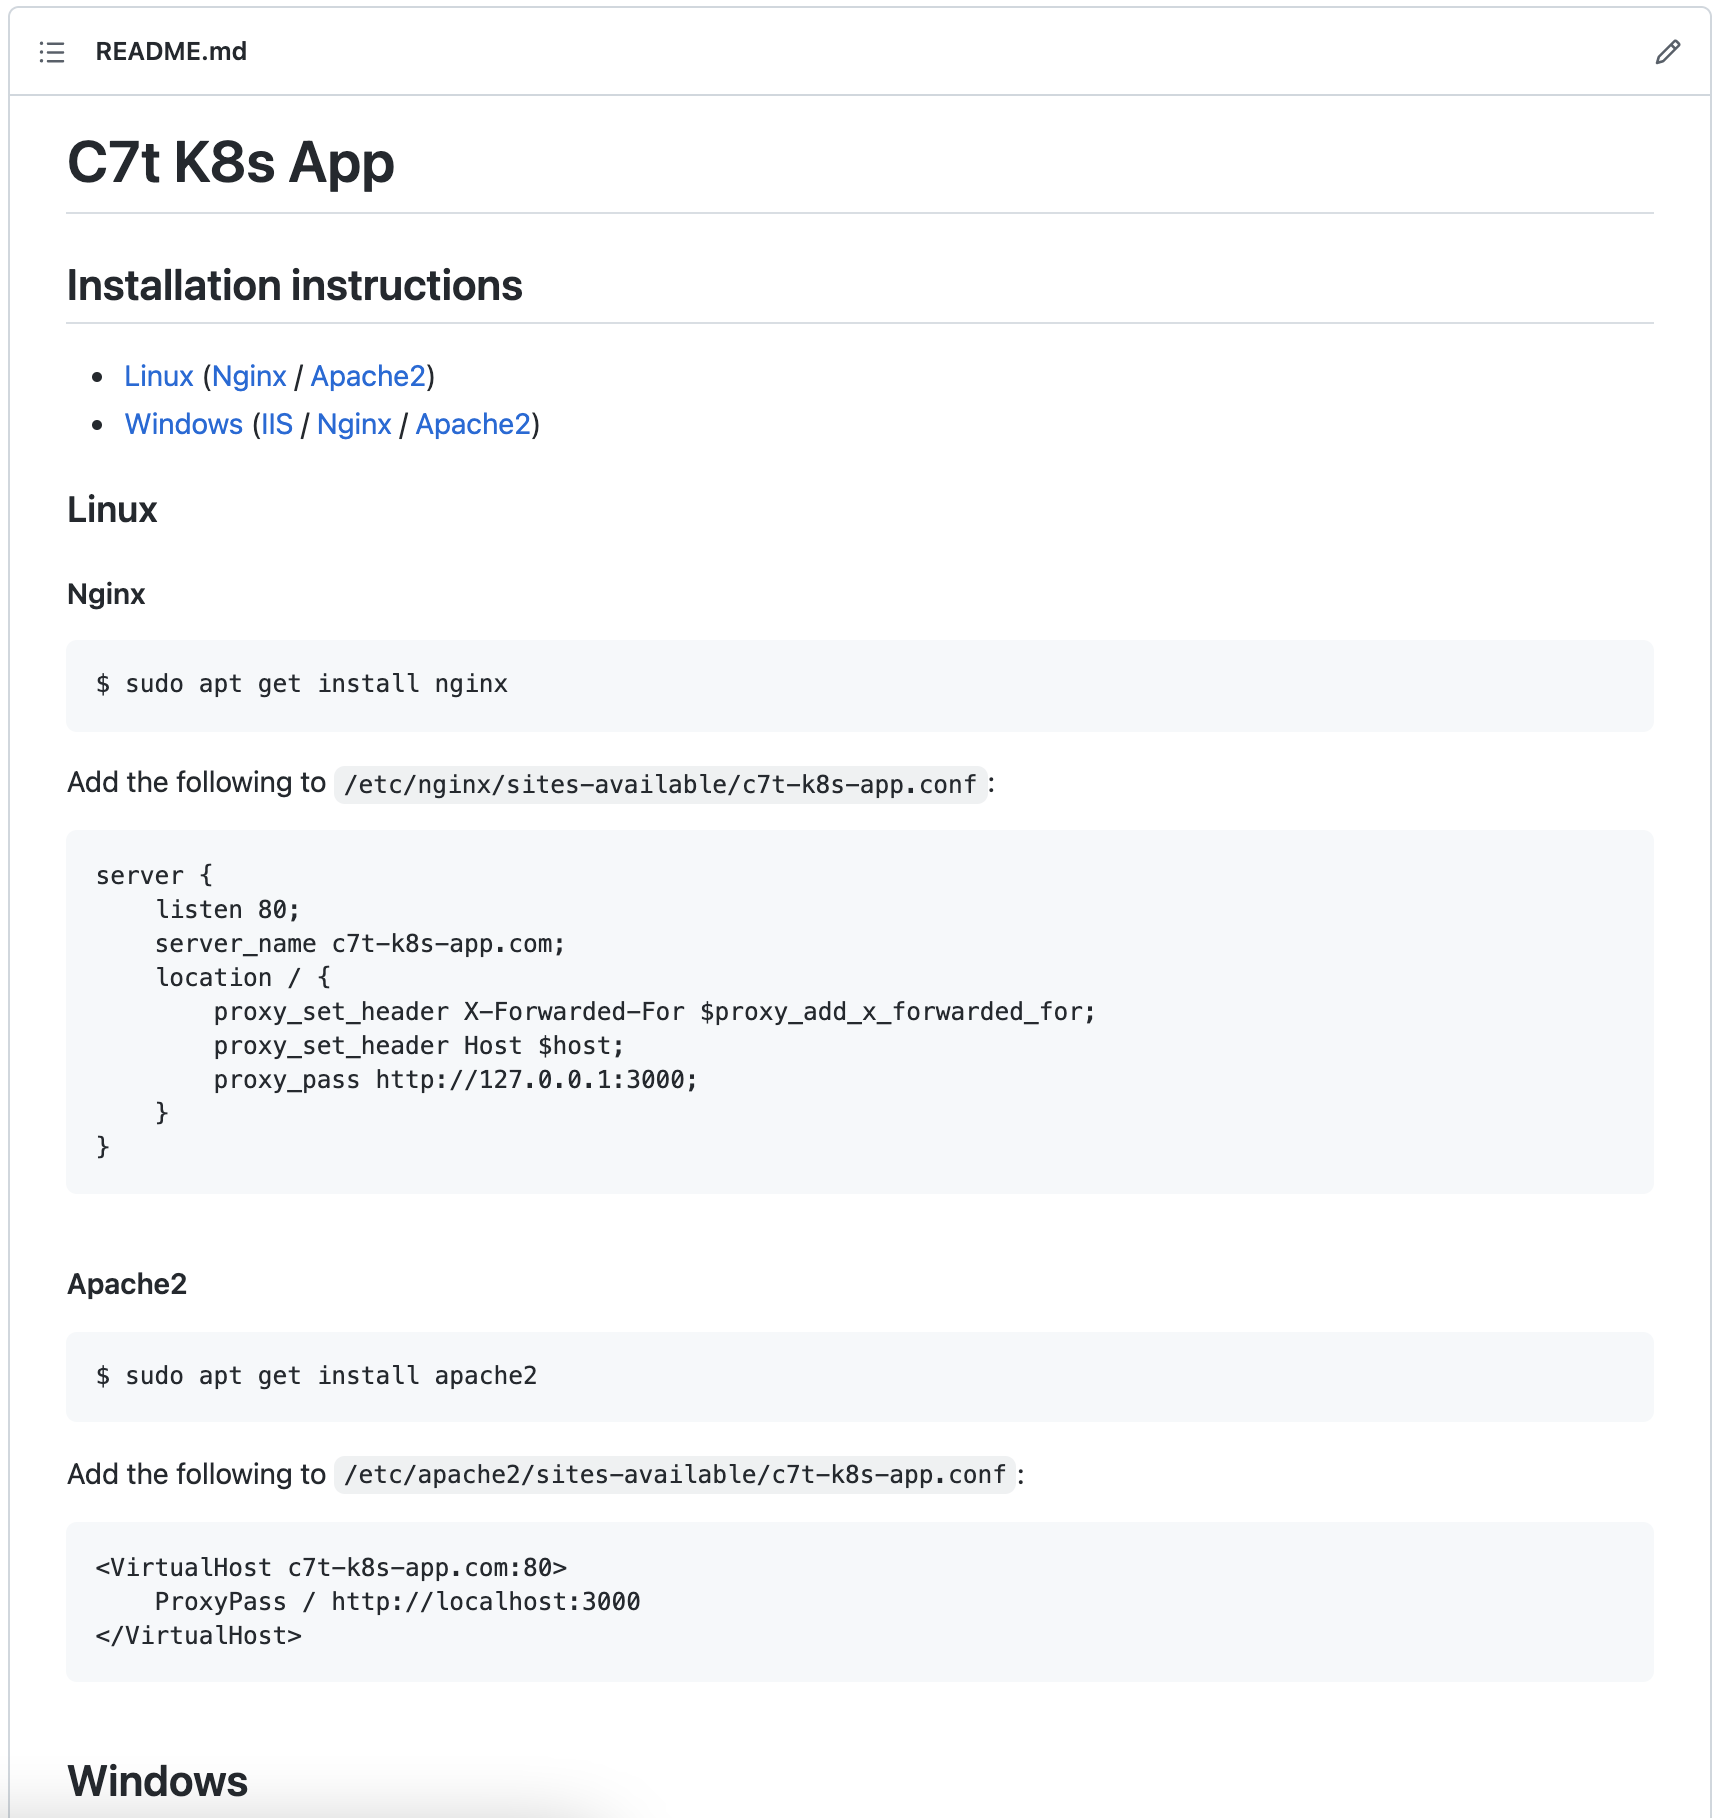 README.md
C7t K8s App
Installation instructions
• Linux (Nginx / Apache2)
• Windows (IIS / Nginx / Apache2)
Linux
Nginx
$ sudo apt get install nginx
Add the following to /etc/nginx/sites-available/c7t-k8s-app.conf:
server {
    listen 80;
    server_name c7t-k8s-app.com;
    location / {
        proxy_set_header X-Forwarded-For $proxy_add_x_forwarded_for;
        proxy_set_header Host $host;
        proxy_pass http://127.0.0.1:3000;
    }
}
Apache2
$ sudo apt get install apache2
Add the following to /etc/apache2/sites-available/c7t-k8s-app.conf:
<VirtualHost c7t-k8s-app.com:80>
    ProxyPass / http://localhost:3000
</VirtualHost>
Windows